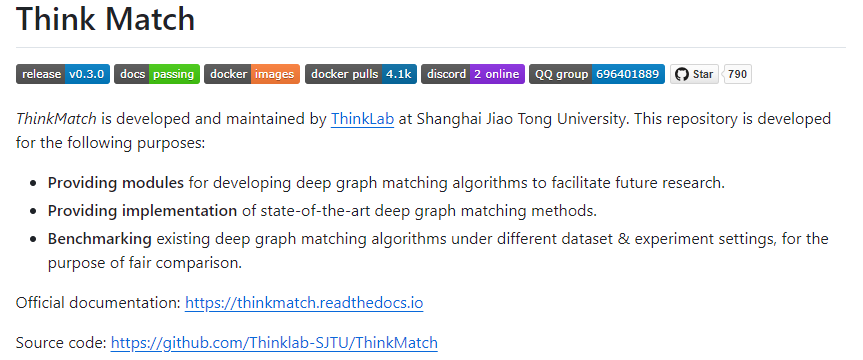 Think Match
release v0.3.0 docs passing docker images docker pulls 4.1k discord 2 online QQ group 696401889 Star 790
ThinkMatch is developed and maintained by ThinkLab at Shanghai Jiao Tong University. This repository is developed
for the following purposes:
• Providing modules for developing deep graph matching algorithms to facilitate future research.
• Providing implementation of state-of-the-art deep graph matching methods.
• Benchmarking existing deep graph matching algorithms under different dataset & experiment settings, for the
purpose of fair comparison.
Official documentation: https://thinkmatch.readthedocs.io
Source code: https://github.com/Thinklab-SJTU/ThinkMatch